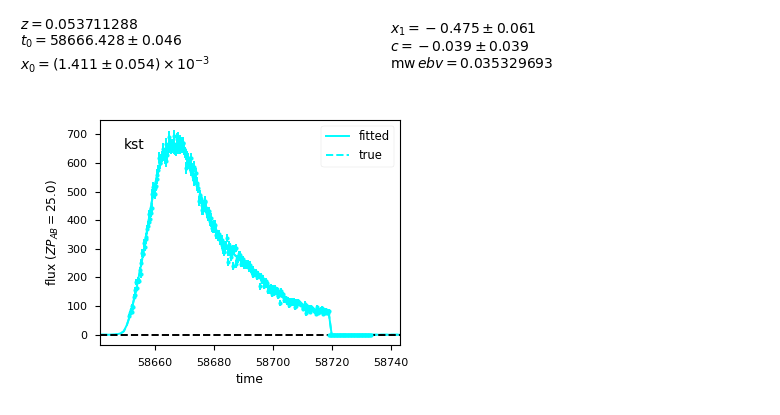 z = 0.053711288
t₀ = 58666.428 ± 0.046
x₀ = (1.411 ± 0.054) × 10⁻³
x₁ = −0.475 ± 0.061
c = −0.039 ± 0.039
mw ebv = 0.035329693
kst
fitted
true
700
600
500
400
300
200
100
0
flux (ZP_AB = 25.0)
58660 58680 58700 58720 58740
time